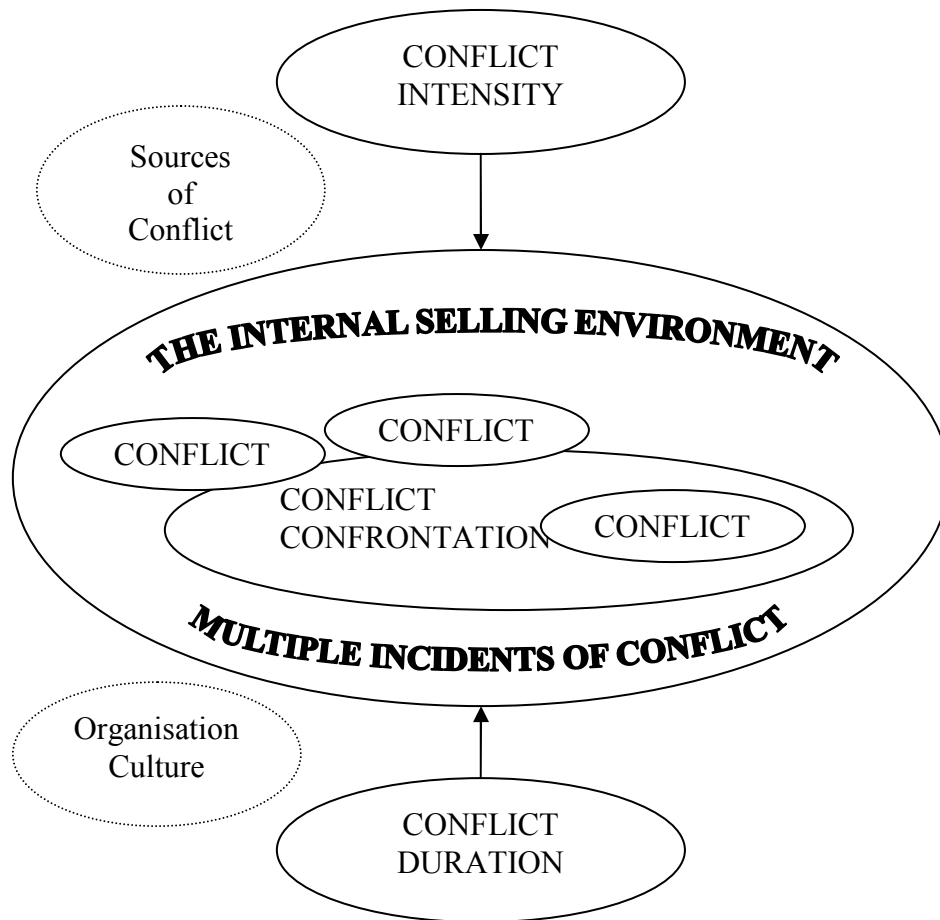 CONFLICT
INTENSITY
Sources
of
Conflict
THE INTERNAL SELLING ENVIRONMENT
CONFLICT
CONFLICT
CONFLICT
CONFRONTATION
CONFLICT
MULTIPLE INCIDENTS OF CONFLICT
Organisation
Culture
CONFLICT
DURATION